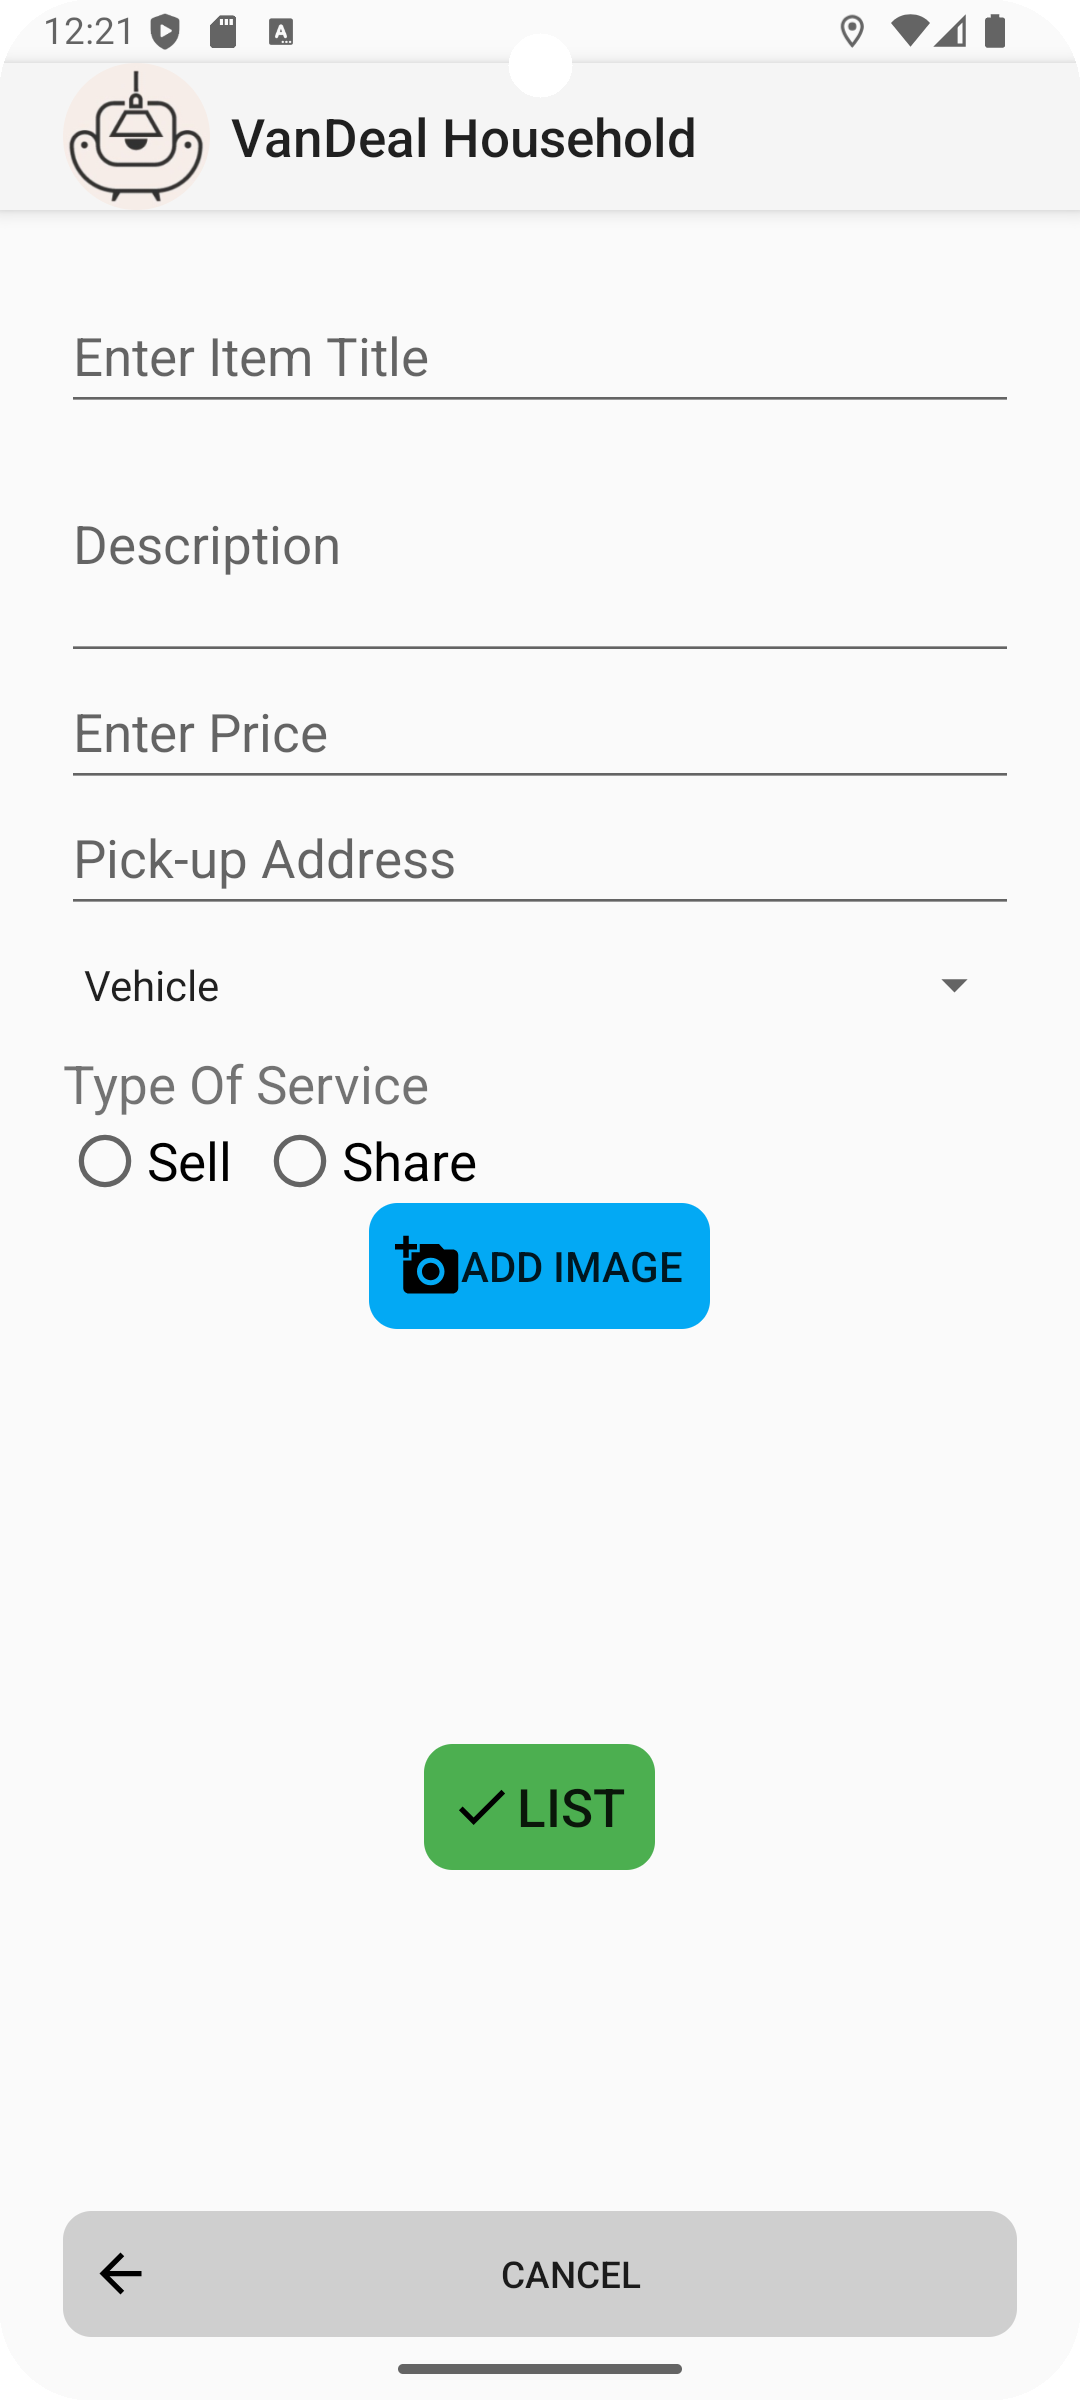 12:21
VanDeal Household
Enter Item Title
Description
Enter Price
Pick-up Address
Vehicle
Type Of Service
Sell Share
ADD IMAGE
LIST
CANCEL